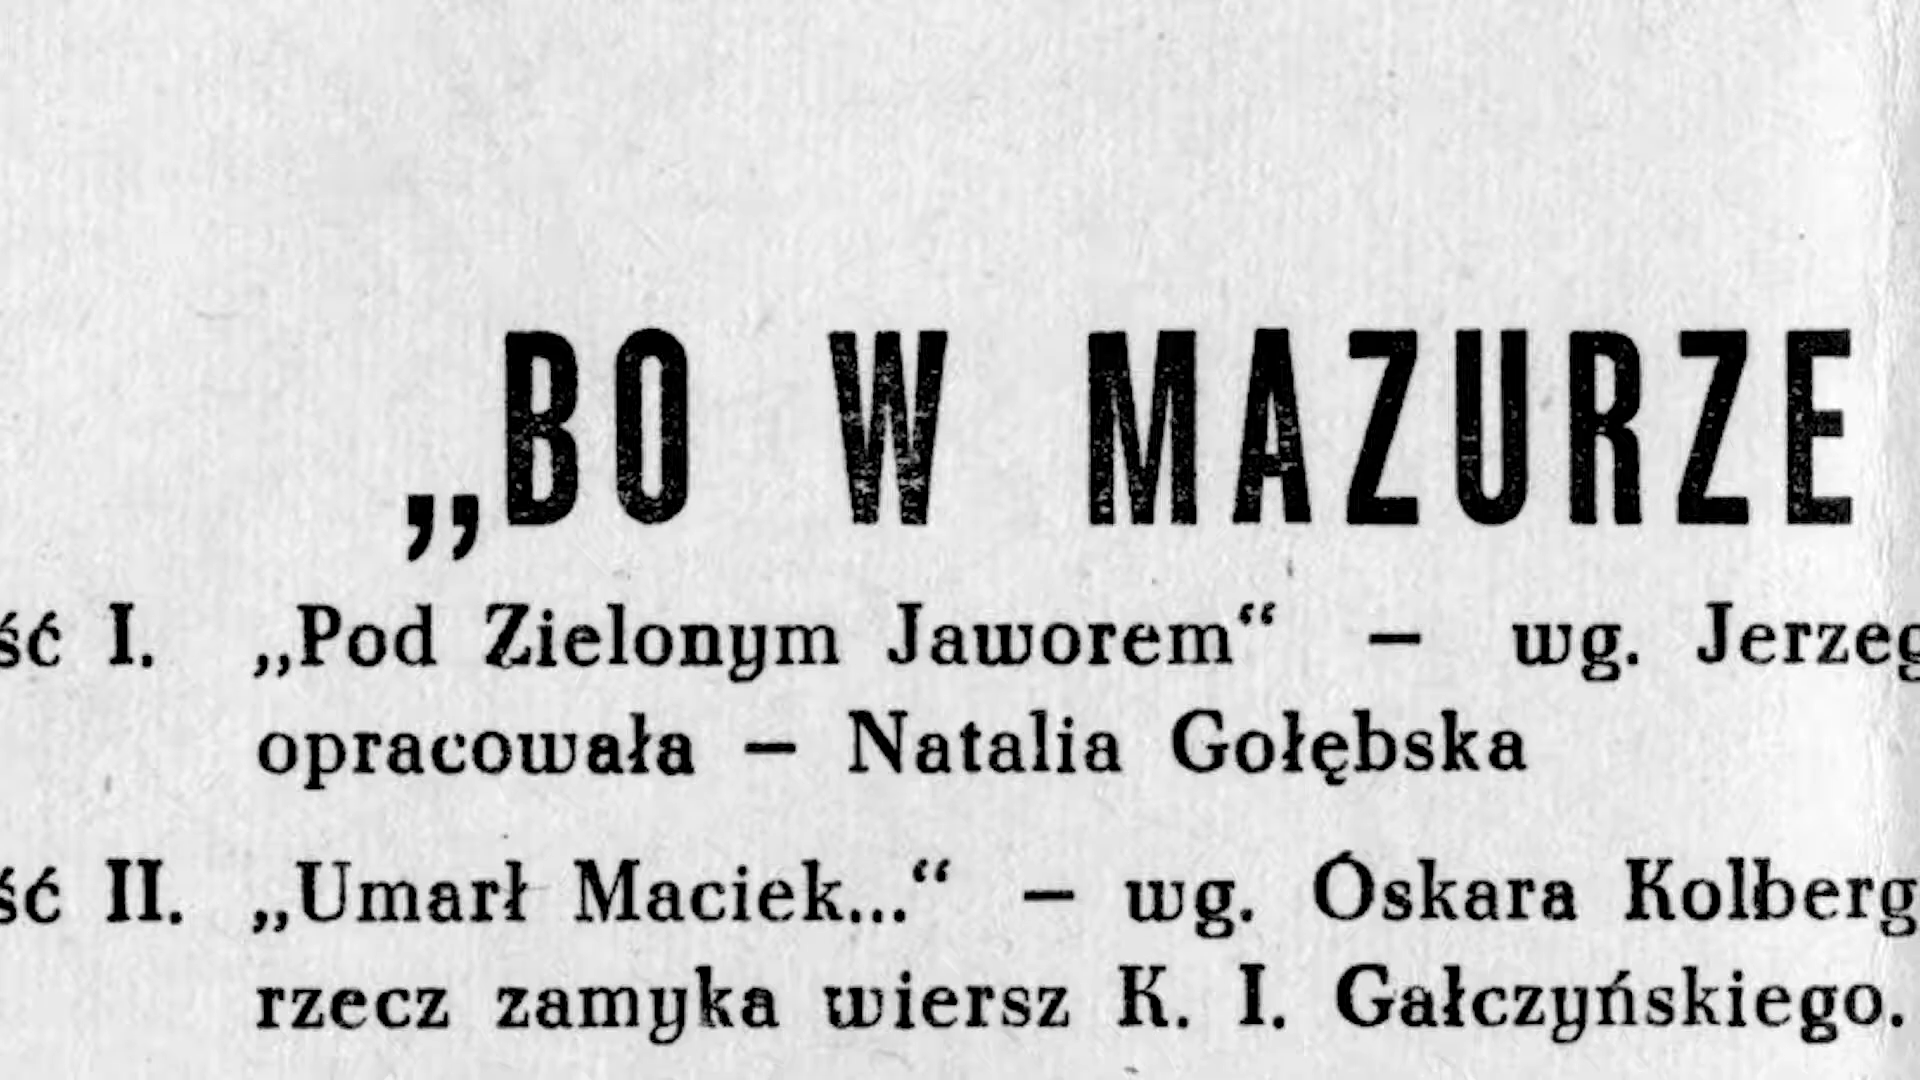 „BO W MAZURZE
ść I. „Pod Zielonym Jaworem“ — wg. Jerzeg
opracowała — Natalia Gołębska
ść II. „Umarł Maciek...“ — wg. Oskara Kolberg
rzecz zamyka wiersz K. I. Gałczyńskiego.